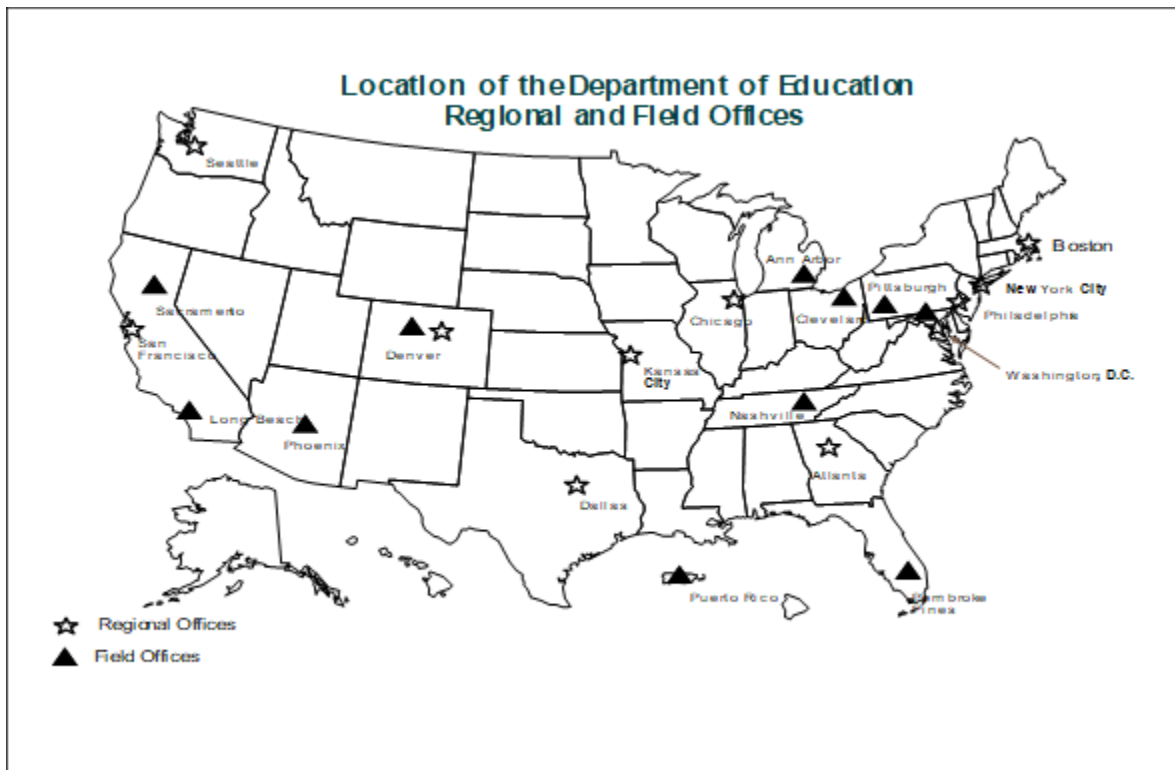 Location of the Department of Education
Regional and Field Offices
Seattle
Boston
Ann Arbor
Pittsburgh
New York City
Sacramento
Chicago
Cleveland
Philadelphia
San
Francisco
Denver
Kansas
City
Washington, D.C.
Long Beach
Nashville
Phoenix
Atlanta
Dallas
Puerto Rico
Pembroke
Pines
Regional Offices
Field Offices